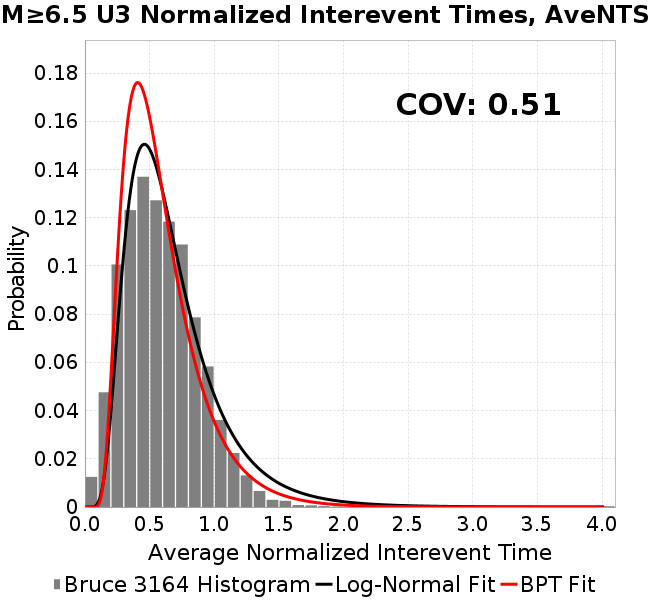 M≥6.5 U3 Normalized Interevent Times, AveNTS
COV: 0.51
Probability
0.18
0.16
0.14
0.12
0.1
0.08
0.06
0.04
0.02
0
0.0 0.5 1.0 1.5 2.0 2.5 3.0 3.5 4.0
Average Normalized Interevent Time
Bruce 3164 Histogram Log-Normal Fit BPT Fit